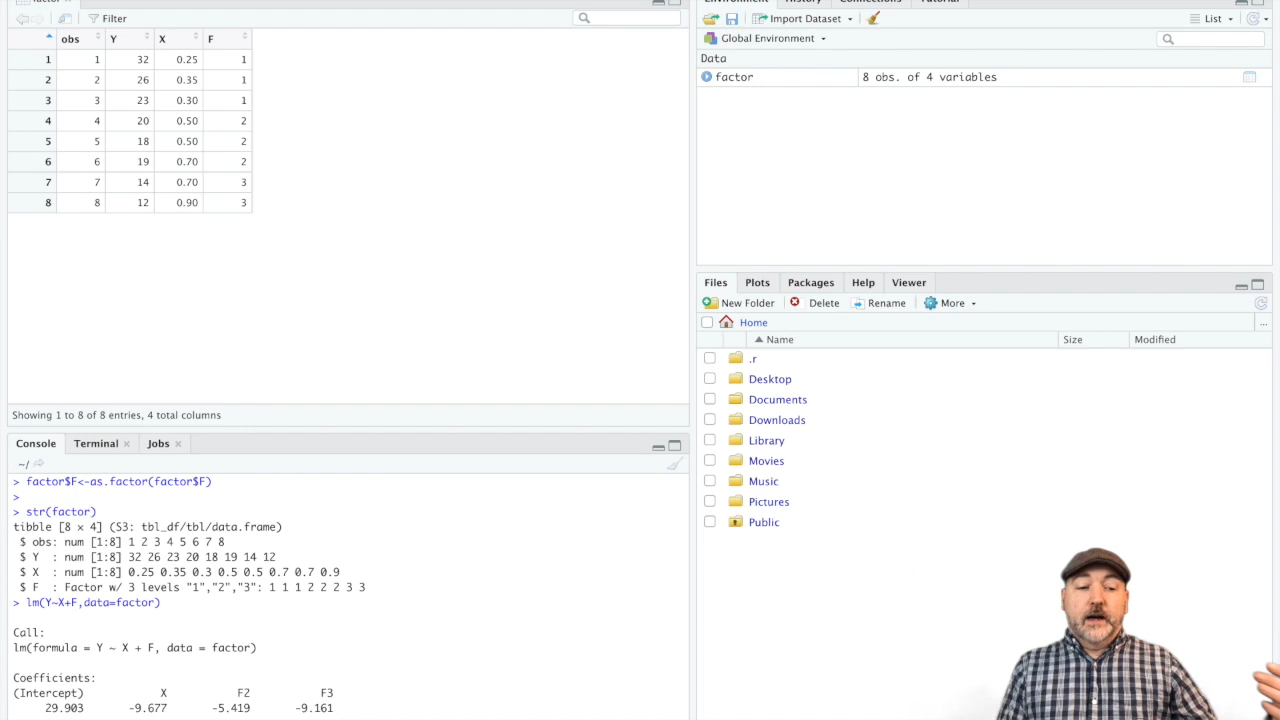 factor
Filter
obs Y X F
1 1 32 0.25 1
2 2 26 0.35 1
3 3 23 0.30 1
4 4 20 0.50 2
5 5 18 0.50 2
6 6 19 0.70 2
7 7 14 0.70 3
8 8 12 0.90 3
Showing 1 to 8 of 8 entries, 4 total columns
Console Terminal Jobs
~/
> factor$F<-as.factor(factor$F)
>
> str(factor)
tibble [8 × 4] (S3: tbl_df/tbl/data.frame)
$ obs: num [1:8] 1 2 3 4 5 6 7 8
$ Y : num [1:8] 32 26 23 20 18 19 14 12
$ X : num [1:8] 0.25 0.35 0.3 0.5 0.5 0.7 0.7 0.9
$ F : Factor w/ 3 levels "1","2","3": 1 1 1 2 2 2 3 3
> lm(Y~X+F,data=factor)
Call:
lm(formula = Y ~ X + F, data = factor)
Coefficients:
(Intercept) X F2 F3
29.903 -9.677 -5.419 -9.161
Environment History Connections Tutorial
Import Dataset List
Global Environment
Data
factor 8 obs. of 4 variables
Files Plots Packages Help Viewer
New Folder Delete Rename More
Home ...
Name Size Modified
.r
Desktop
Documents
Downloads
Library
Movies
Music
Pictures
Public